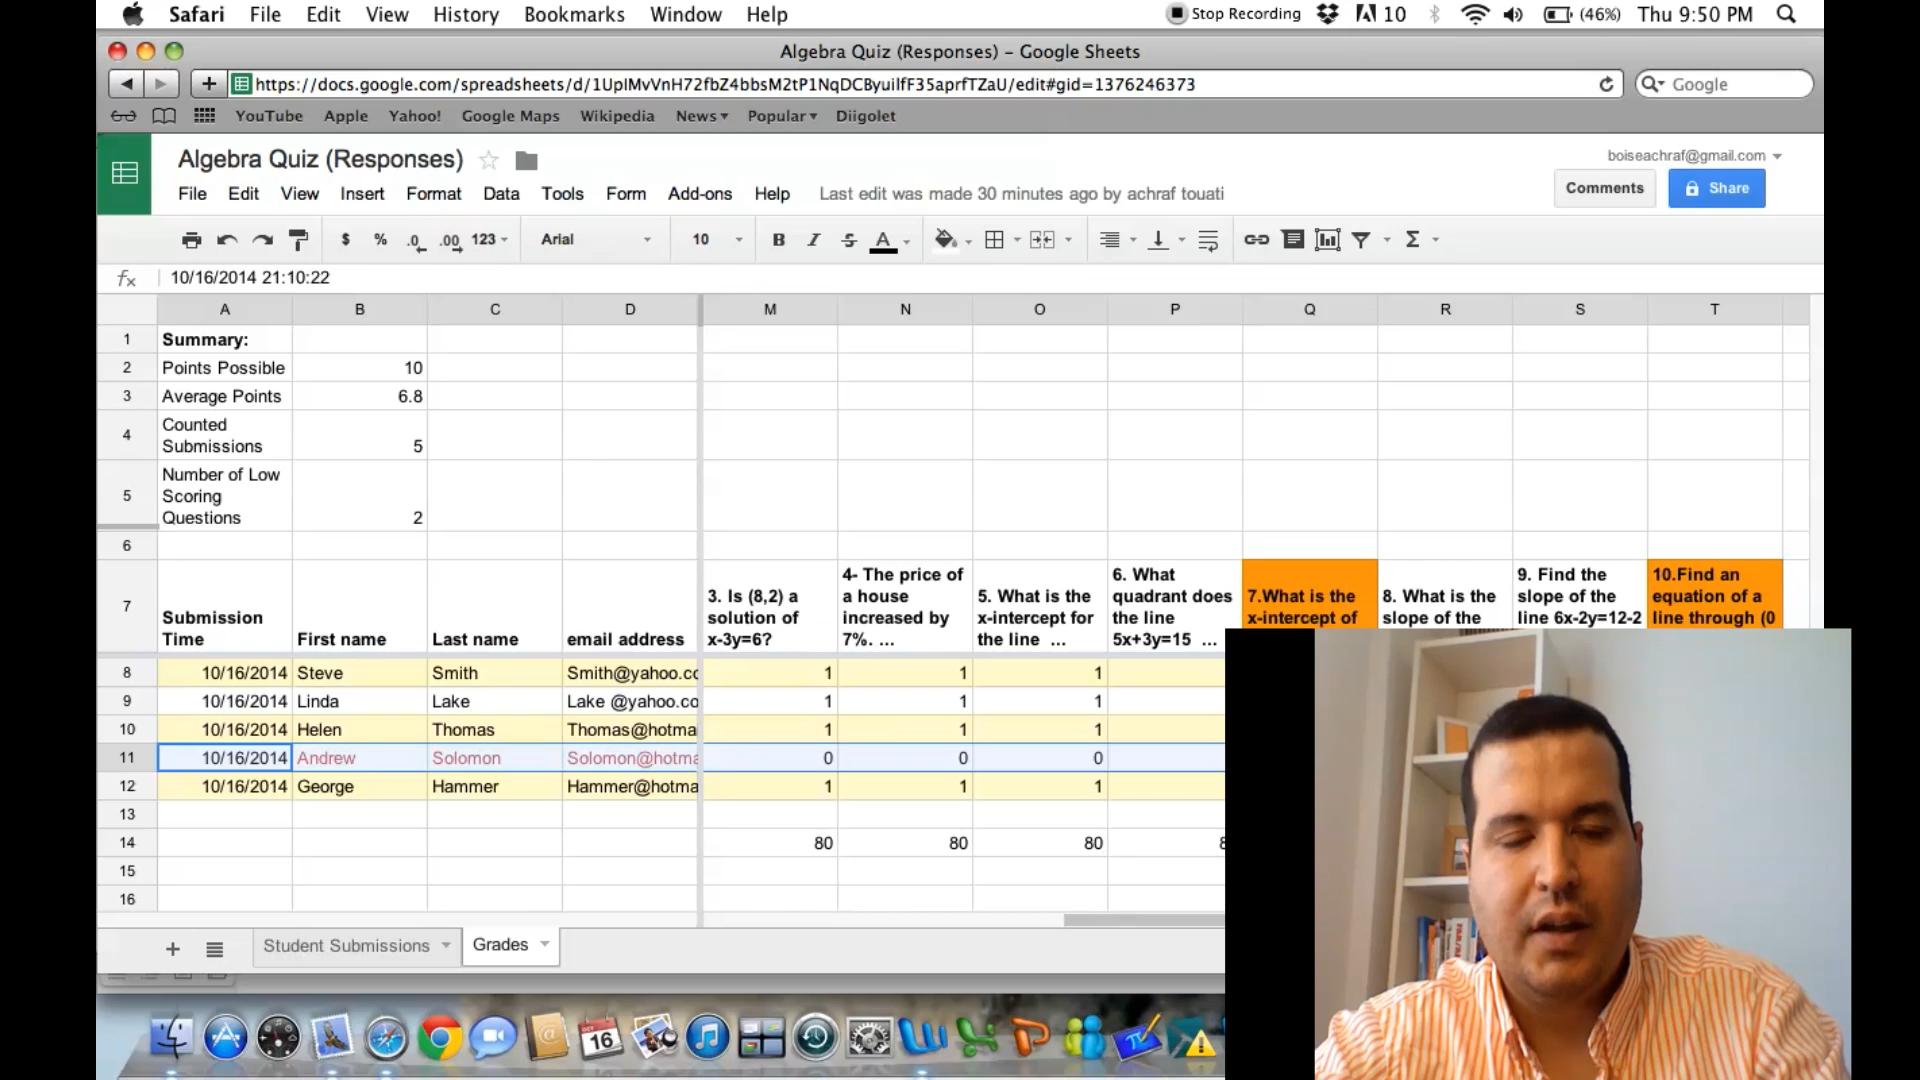 Safari File Edit View History Bookmarks Window Help Stop Recording 10 (46%) Thu 9:50 PM
Algebra Quiz (Responses) – Google Sheets
https://docs.google.com/spreadsheets/d/1UpIMvVnH72fbZ4bbsM2tP1NqDCByuilfF35aprfTZaU/edit#gid=1376246373 Google
YouTube Apple Yahoo! Google Maps Wikipedia News Popular Diigolet
Algebra Quiz (Responses) boiseachraf@gmail.com
File Edit View Insert Format Data Tools Form Add-ons Help Last edit was made 30 minutes ago by achraf touati Comments Share
$ % .0 .00 123 Arial 10 B I S A Σ
fx 10/16/2014 21:10:22
A B C D M N O P Q R S T
1 Summary:
2 Points Possible 10
3 Average Points 6.8
4 Counted
Submissions 5
5 Number of Low
Scoring
Questions 2
6
7 Submission
Time First name Last name email address
3. Is (8,2) a
solution of
x-3y=6?
4- The price of
a house
increased by
7%. ...
5. What is the
x-intercept for
the line ...
6. What
quadrant does
the line
5x+3y=15 ...
7.What is the
x-intercept of
8. What is the
slope of the
9. Find the
slope of the
line 6x-2y=12-2
10.Find an
equation of a
line through (0
8 10/16/2014 Steve Smith Smith@yahoo.co 1 1 1
9 10/16/2014 Linda Lake Lake @yahoo.co 1 1 1
10 10/16/2014 Helen Thomas Thomas@hotma 1 1 1
11 10/16/2014 Andrew Solomon Solomon@hotma 0 0 0
12 10/16/2014 George Hammer Hammer@hotma 1 1 1
13
14 80 80 80 8
15
16
+ Student Submissions Grades
OCT
16